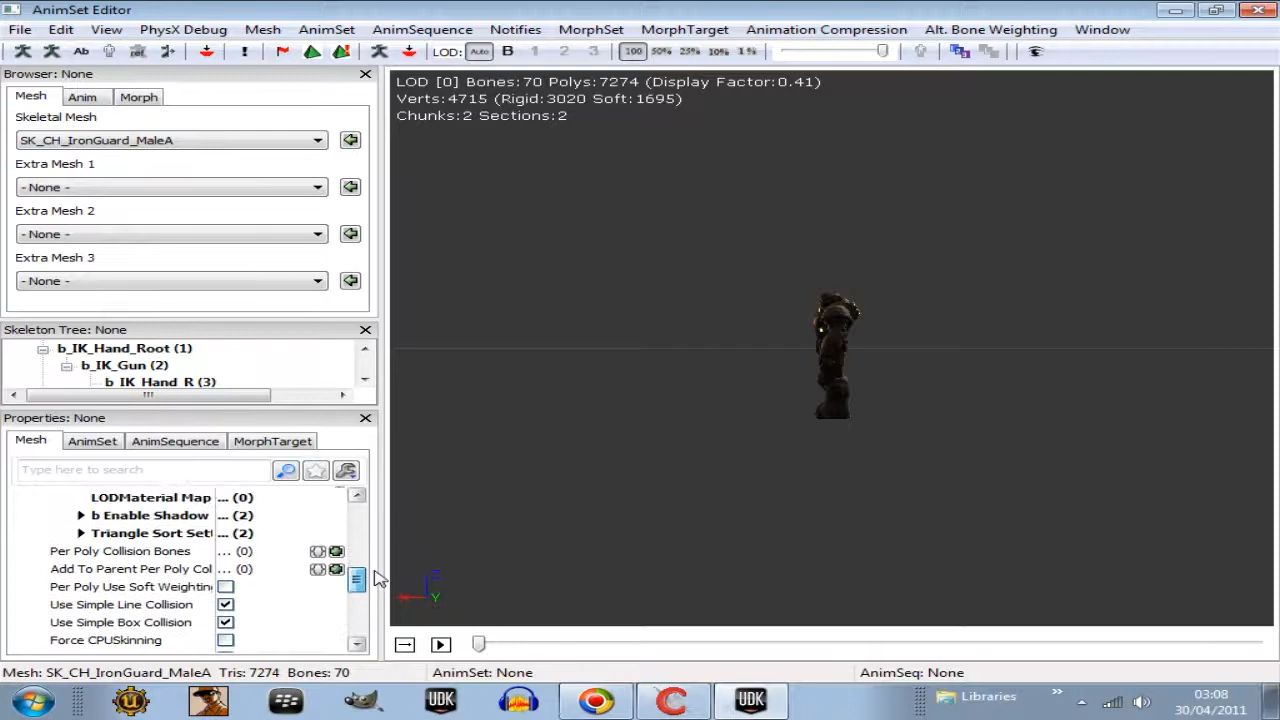 AnimSet Editor
File Edit View PhysX Debug Mesh AnimSet AnimSequence Notifies MorphSet MorphTarget Animation Compression Alt. Bone Weighting Window
Ab LOD: Auto B 1 2 3 100 50% 25% 10% 1%
Browser: None
Mesh Anim Morph
Skeletal Mesh
SK_CH_IronGuard_MaleA
Extra Mesh 1
- None -
Extra Mesh 2
- None -
Extra Mesh 3
- None -
Skeleton Tree: None
b_IK_Hand_Root (1)
b_IK_Gun (2)
b_IK_Hand_R (3)
Properties: None
Mesh AnimSet AnimSequence MorphTarget
Type here to search
LODMaterial Map ... (0)
b Enable Shadow ... (2)
Triangle Sort Set ... (2)
Per Poly Collision Bones ... (0)
Add To Parent Per Poly Col ... (0)
Per Poly Use Soft Weighting
Use Simple Line Collision
Use Simple Box Collision
Force CPUSkinning
LOD [0] Bones:70 Polys:7274 (Display Factor:0.41)
Verts:4715 (Rigid:3020 Soft:1695)
Chunks:2 Sections:2
Z
Y
Mesh: SK_CH_IronGuard_MaleA Tris: 7274 Bones: 70 AnimSet: None AnimSeq: None
UDK UDK Libraries »
03:08
30/04/2011